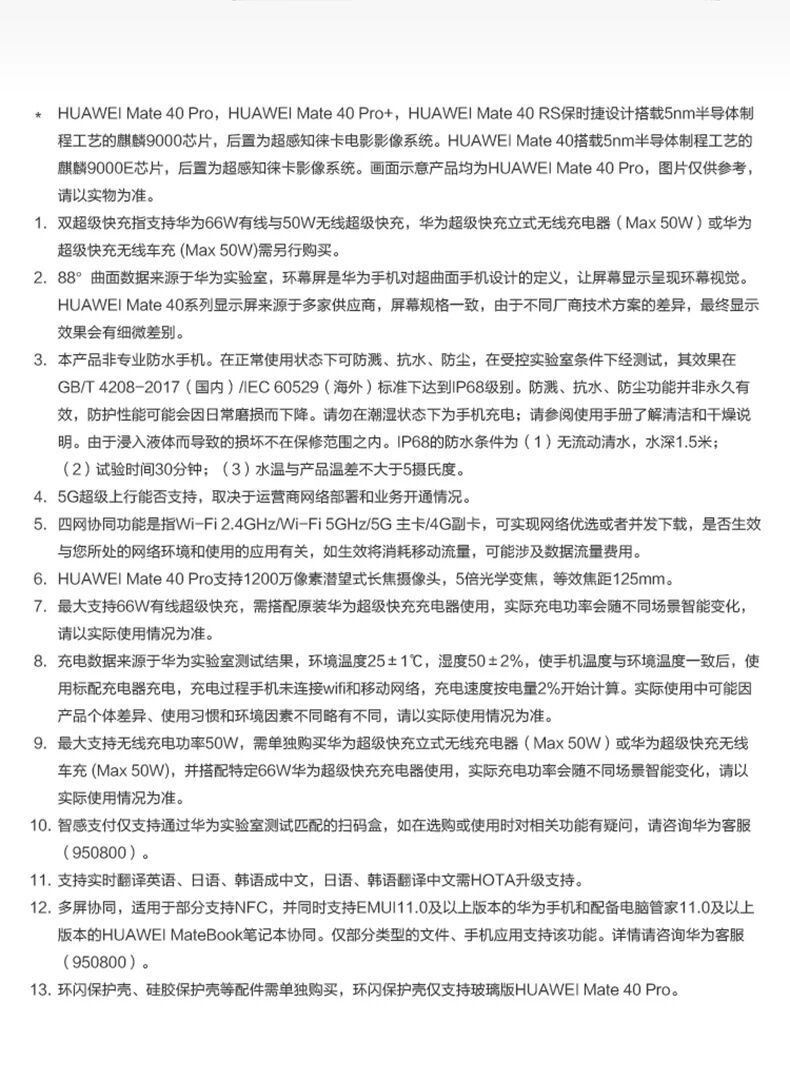 * HUAWEI Mate 40 Pro，HUAWEI Mate 40 Pro+，HUAWEI Mate 40 RS保时捷设计搭载5nm半导体制
程工艺的麒麟9000芯片，后置为超感知徕卡电影影像系统。HUAWEI Mate 40搭载5nm半导体制程工艺的
麒麟9000E芯片，后置为超感知徕卡影像系统。画面示意产品均为HUAWEI Mate 40 Pro，图片仅供参考，
请以实物为准。
1. 双超级快充指支持华为66W有线与50W无线超级快充，华为超级快充立式无线充电器（Max 50W）或华为
超级快充无线车充 (Max 50W)需另行购买。
2. 88° 曲面数据来源于华为实验室，环幕屏是华为手机对超曲面手机设计的定义，让屏幕显示呈现环幕视觉。
HUAWEI Mate 40系列显示屏来源于多家供应商，屏幕规格一致，由于不同厂商技术方案的差异，最终显示
效果会有细微差别。
3. 本产品非专业防水手机。在正常使用状态下可防溅、抗水、防尘，在受控实验室条件下经测试，其效果在
GB/T 4208-2017（国内）/IEC 60529（海外）标准下达到IP68级别。防溅、抗水、防尘功能并非永久有
效，防护性能可能会因日常磨损而下降。请勿在潮湿状态下为手机充电；请参阅使用手册了解清洁和干燥说
明。由于浸入液体而导致的损坏不在保修范围之内。IP68的防水条件为（1）无流动清水，水深1.5米；
（2）试验时间30分钟；（3）水温与产品温差不大于5摄氏度。
4. 5G超级上行能否支持，取决于运营商网络部署和业务开通情况。
5. 四网协同功能是指Wi-Fi 2.4GHz/Wi-Fi 5GHz/5G 主卡/4G副卡，可实现网络优选或者并发下载，是否生效
与您所处的网络环境和使用的应用有关，如生效将消耗移动流量，可能涉及数据流量费用。
6. HUAWEI Mate 40 Pro支持1200万像素潜望式长焦摄像头，5倍光学变焦，等效焦距125mm。
7. 最大支持66W有线超级快充，需搭配原装华为超级快充充电器使用，实际充电功率会随不同场景智能变化，
请以实际使用情况为准。
8. 充电数据来源于华为实验室测试结果，环境温度25±1℃，湿度50±2%，使手机温度与环境温度一致后，使
用标配充电器充电，充电过程手机未连接wifi和移动网络，充电速度按电量2%开始计算。实际使用中可能因
产品个体差异、使用习惯和环境因素不同略有不同，请以实际使用情况为准。
9. 最大支持无线充电功率50W，需单独购买华为超级快充立式无线充电器（Max 50W）或华为超级快充无线
车充 (Max 50W)，并搭配特定66W华为超级快充充电器使用，实际充电功率会随不同场景智能变化，请以
实际使用情况为准。
10. 智感支付仅支持通过华为实验室测试匹配的扫码盒，如在选购或使用时对相关功能有疑问，请咨询华为客服
（950800）。
11. 支持实时翻译英语、日语、韩语成中文，日语、韩语翻译中文需HOTA升级支持。
12. 多屏协同，适用于部分支持NFC，并同时支持EMUI11.0及以上版本的华为手机和配备电脑管家11.0及以上
版本的HUAWEI MateBook笔记本协同。仅部分类型的文件、手机应用支持该功能。详情请咨询华为客服
（950800）。
13. 环闪保护壳、硅胶保护壳等配件需单独购买，环闪保护壳仅支持玻璃版HUAWEI Mate 40 Pro。